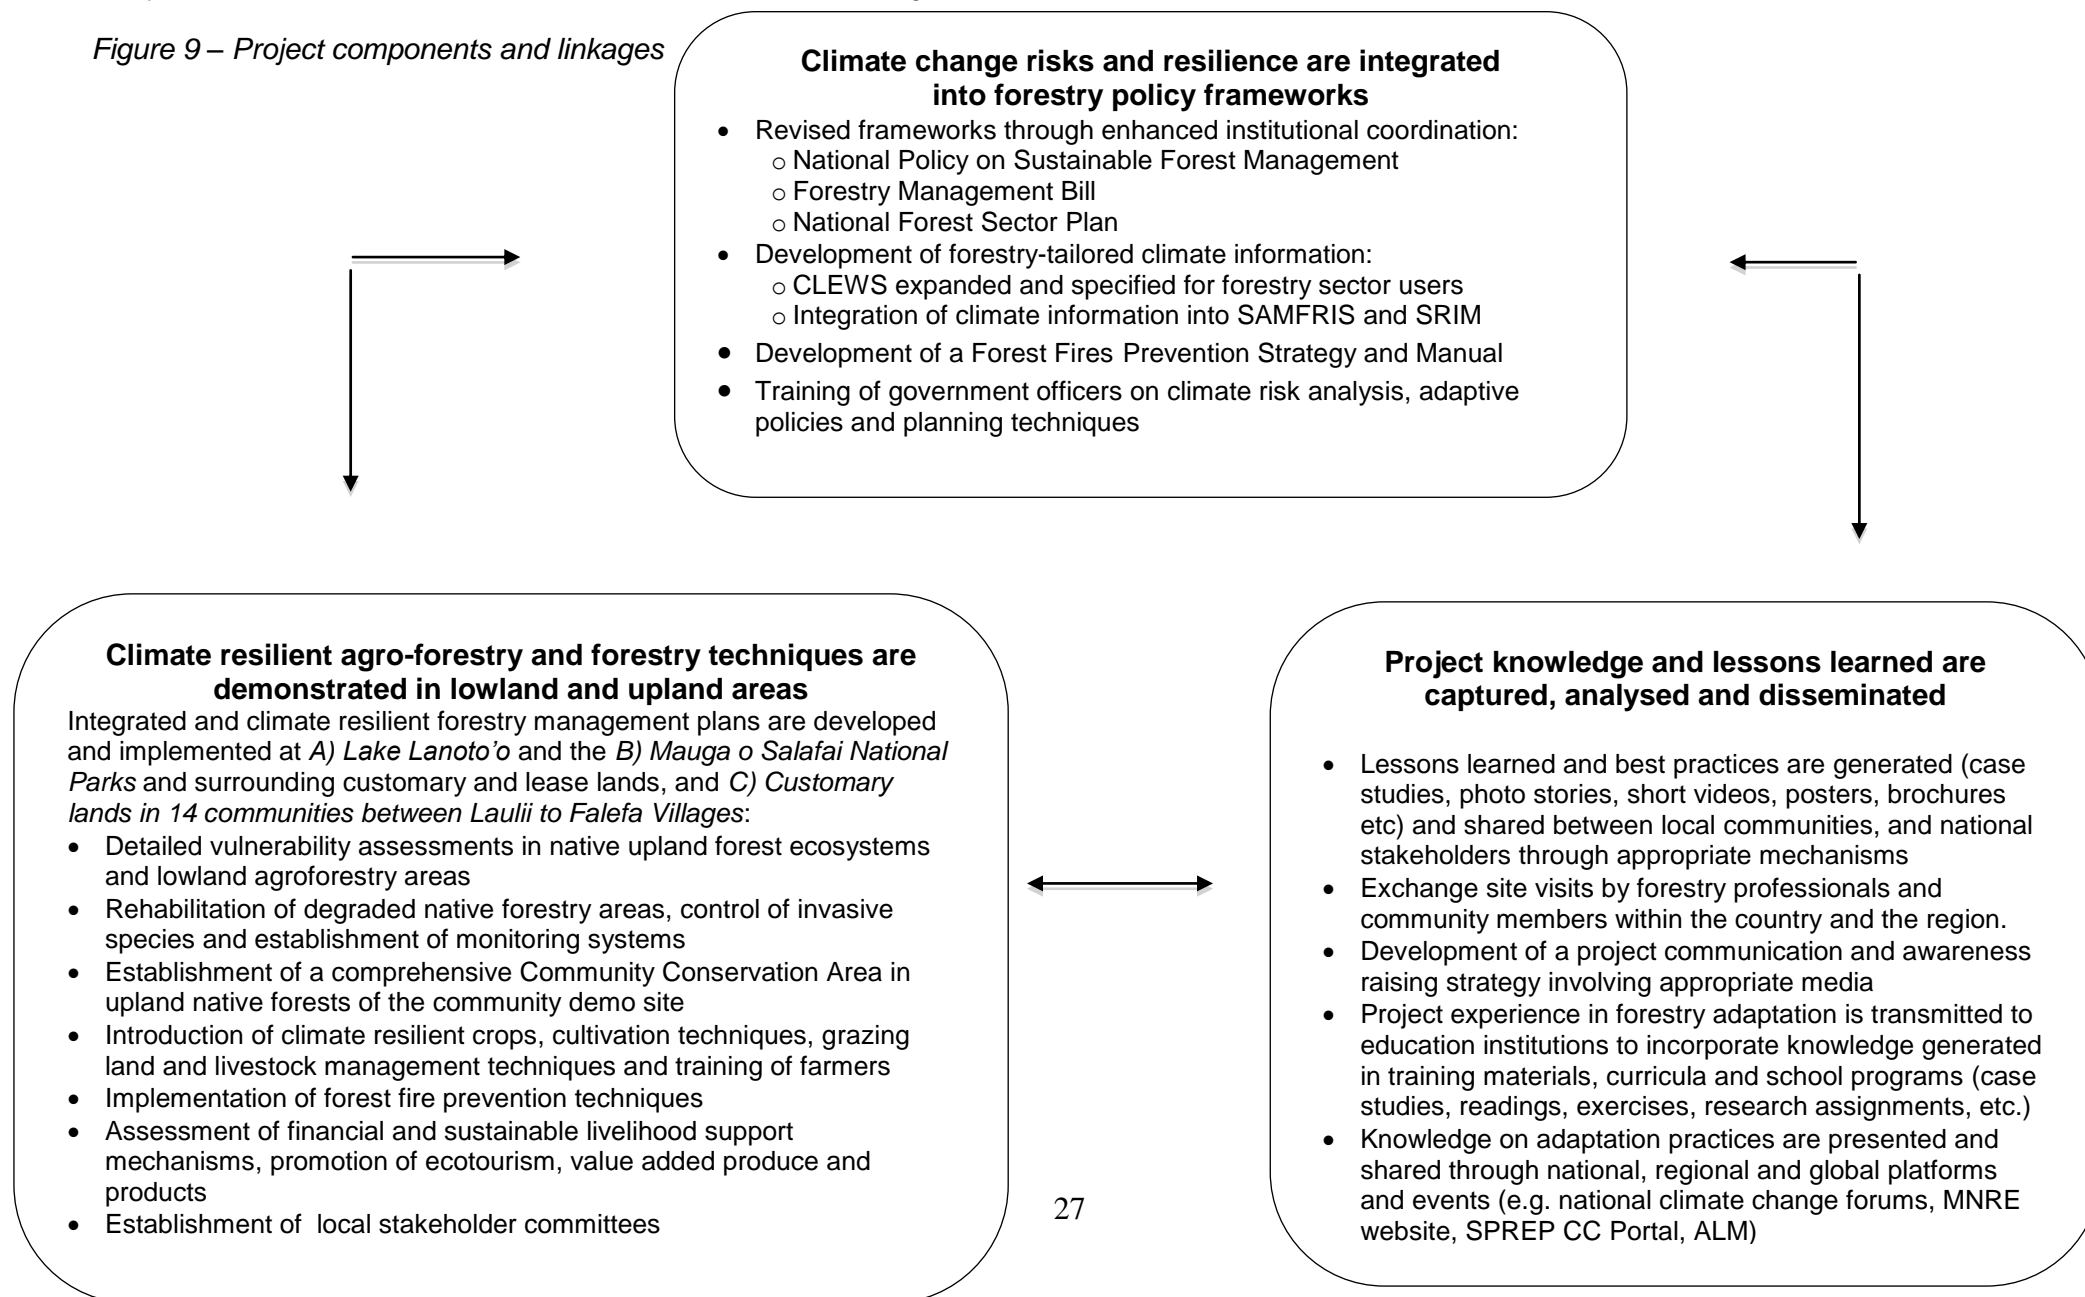 Figure 9 – Project components and linkages
Climate change risks and resilience are integrated
into forestry policy frameworks
• Revised frameworks through enhanced institutional coordination:
o National Policy on Sustainable Forest Management
o Forestry Management Bill
o National Forest Sector Plan
• Development of forestry-tailored climate information:
o CLEWS expanded and specified for forestry sector users
o Integration of climate information into SAMFRIS and SRIM
• Development of a Forest Fires Prevention Strategy and Manual
• Training of government officers on climate risk analysis, adaptive
policies and planning techniques
Climate resilient agro-forestry and forestry techniques are
demonstrated in lowland and upland areas
Integrated and climate resilient forestry management plans are developed
and implemented at A) Lake Lanoto’o and the B) Mauga o Salafai National
Parks and surrounding customary and lease lands, and C) Customary
lands in 14 communities between Laulii to Falefa Villages:
• Detailed vulnerability assessments in native upland forest ecosystems
and lowland agroforestry areas
• Rehabilitation of degraded native forestry areas, control of invasive
species and establishment of monitoring systems
• Establishment of a comprehensive Community Conservation Area in
upland native forests of the community demo site
• Introduction of climate resilient crops, cultivation techniques, grazing
land and livestock management techniques and training of farmers
• Implementation of forest fire prevention techniques
• Assessment of financial and sustainable livelihood support
mechanisms, promotion of ecotourism, value added produce and
products
• Establishment of local stakeholder committees
Project knowledge and lessons learned are
captured, analysed and disseminated
• Lessons learned and best practices are generated (case
studies, photo stories, short videos, posters, brochures
etc) and shared between local communities, and national
stakeholders through appropriate mechanisms
• Exchange site visits by forestry professionals and
community members within the country and the region.
• Development of a project communication and awareness
raising strategy involving appropriate media
• Project experience in forestry adaptation is transmitted to
education institutions to incorporate knowledge generated
in training materials, curricula and school programs (case
studies, readings, exercises, research assignments, etc.)
• Knowledge on adaptation practices are presented and
shared through national, regional and global platforms
and events (e.g. national climate change forums, MNRE
website, SPREP CC Portal, ALM)
27